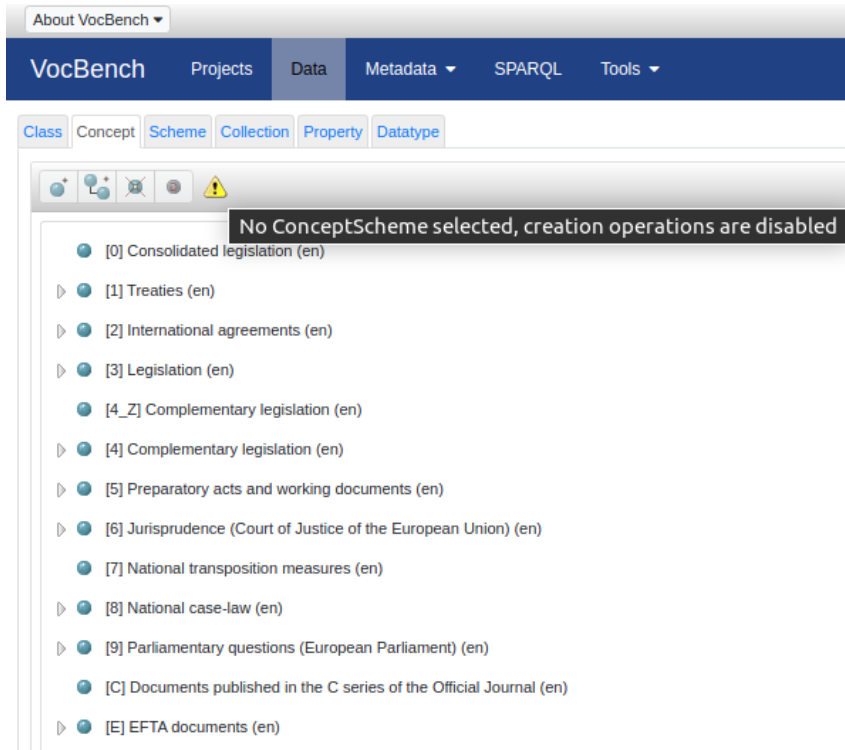 About VocBench
VocBench Projects Data Metadata SPARQL Tools
Class Concept Scheme Collection Property Datatype
No ConceptScheme selected, creation operations are disabled
[0] Consolidated legislation (en)
[1] Treaties (en)
[2] International agreements (en)
[3] Legislation (en)
[4_Z] Complementary legislation (en)
[4] Complementary legislation (en)
[5] Preparatory acts and working documents (en)
[6] Jurisprudence (Court of Justice of the European Union) (en)
[7] National transposition measures (en)
[8] National case-law (en)
[9] Parliamentary questions (European Parliament) (en)
[C] Documents published in the C series of the Official Journal (en)
[E] EFTA documents (en)